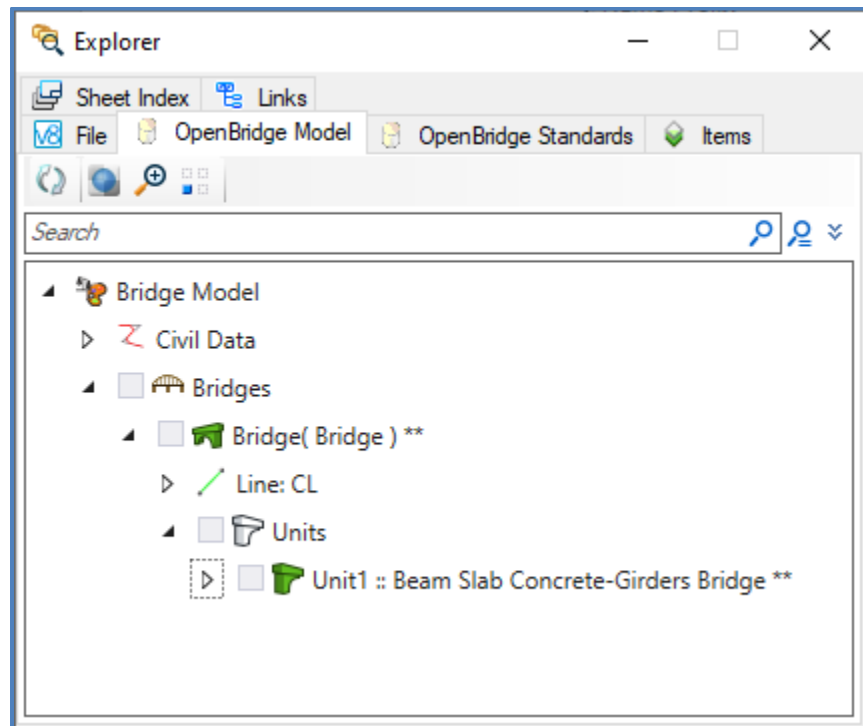 Explorer
Sheet Index Links
V8 File OpenBridge Model OpenBridge Standards Items
Search
Bridge Model
Civil Data
Bridges
Bridge( Bridge ) **
Line: CL
Units
Unit1 :: Beam Slab Concrete-Girders Bridge **